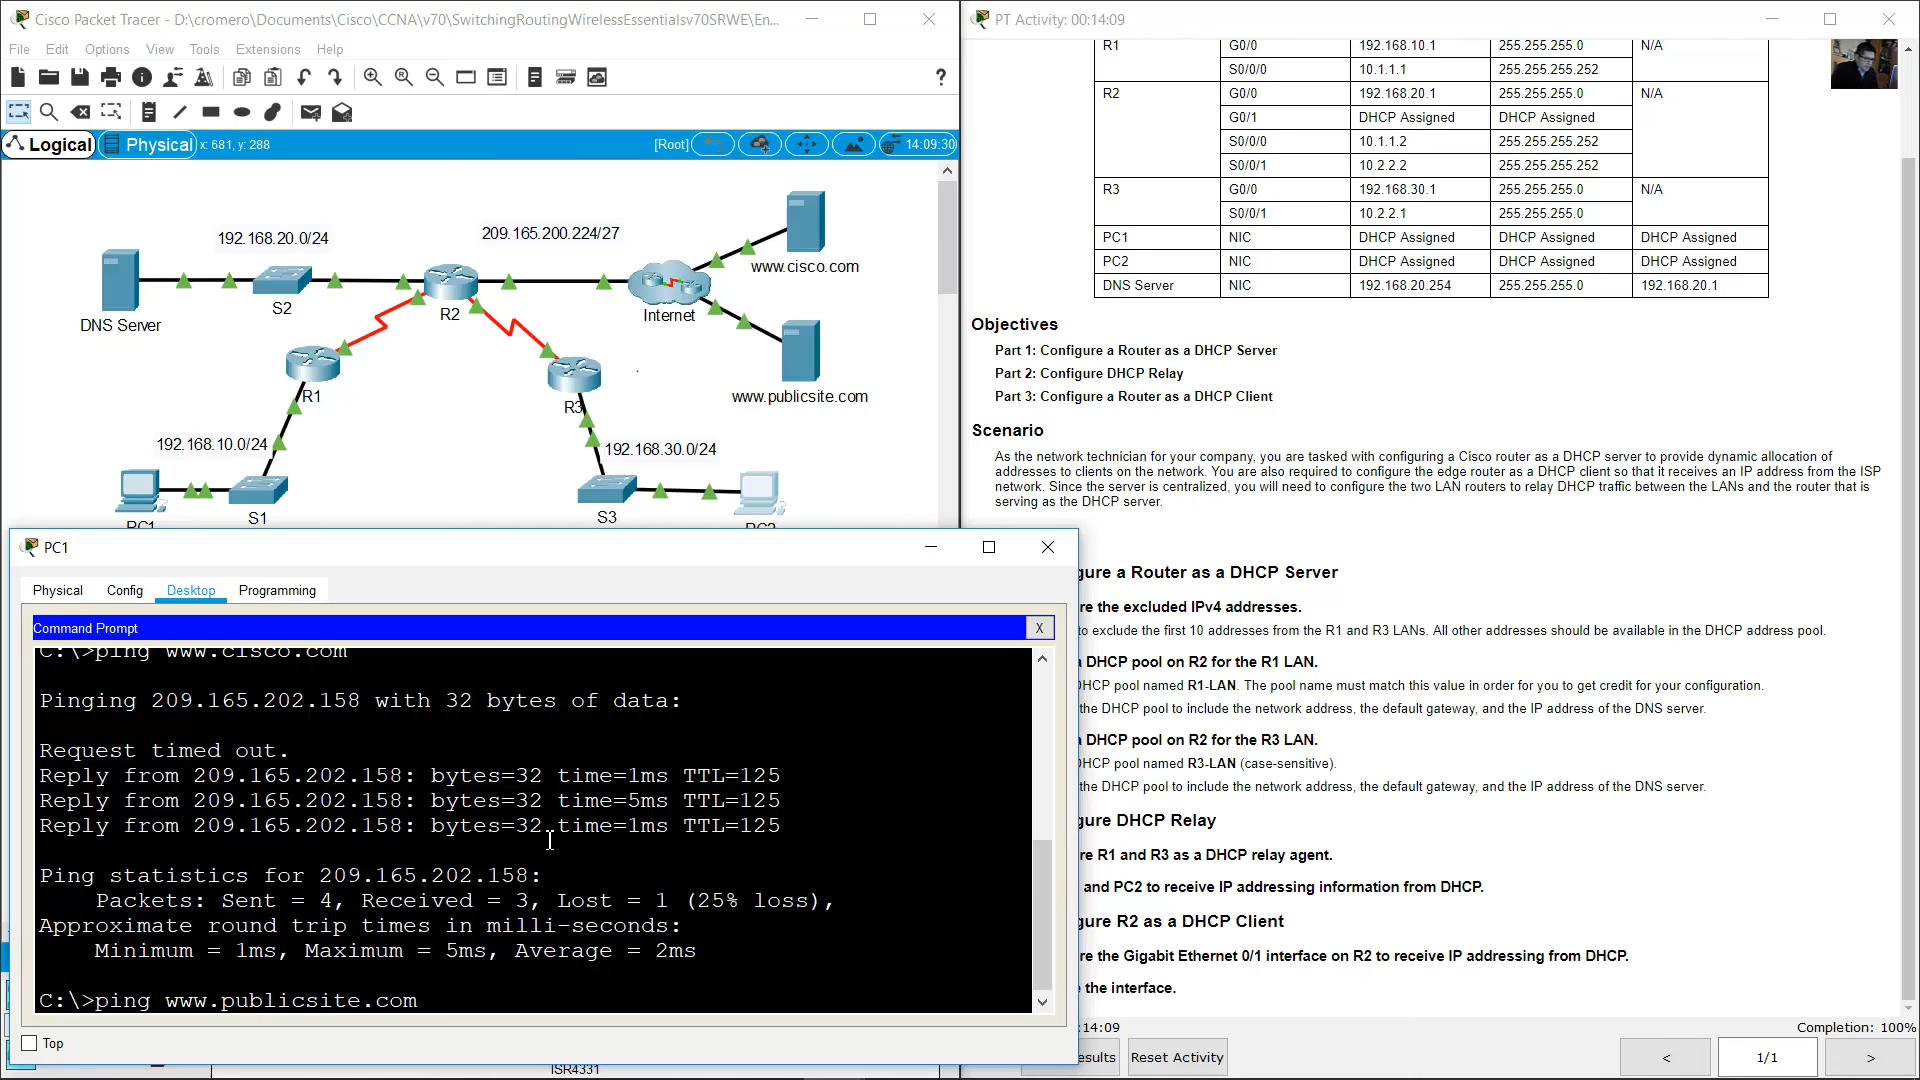 Cisco Packet Tracer - D:\cromero\Documents\Cisco\CCNA\v70\SwitchingRoutingWirelessEssentialsv70SRWE\En...
File Edit Options View Tools Extensions Help
?
Logical Physical x: 681, y: 288 [Root] 14:09:30
192.168.20.0/24
209.165.200.224/27
www.cisco.com
DNS Server
S2
R2
Internet
R1
R3
www.publicsite.com
192.168.10.0/24
192.168.30.0/24
PC1
S1
S3
PC2
PC1
Physical Config Desktop Programming
Command Prompt X
C:\>ping www.cisco.com
Pinging 209.165.202.158 with 32 bytes of data:
Request timed out.
Reply from 209.165.202.158: bytes=32 time=1ms TTL=125
Reply from 209.165.202.158: bytes=32 time=5ms TTL=125
Reply from 209.165.202.158: bytes=32 time=1ms TTL=125
Ping statistics for 209.165.202.158:
Packets: Sent = 4, Received = 3, Lost = 1 (25% loss),
Approximate round trip times in milli-seconds:
Minimum = 1ms, Maximum = 5ms, Average = 2ms
C:\>ping www.publicsite.com
Top
ISR4331
PT Activity: 00:14:09
R1 G0/0 192.168.10.1 255.255.255.0 N/A
S0/0/0 10.1.1.1 255.255.255.252
R2 G0/0 192.168.20.1 255.255.255.0 N/A
G0/1 DHCP Assigned DHCP Assigned
S0/0/0 10.1.1.2 255.255.255.252
S0/0/1 10.2.2.2 255.255.255.252
R3 G0/0 192.168.30.1 255.255.255.0 N/A
S0/0/1 10.2.2.1 255.255.255.0
PC1 NIC DHCP Assigned DHCP Assigned DHCP Assigned
PC2 NIC DHCP Assigned DHCP Assigned DHCP Assigned
DNS Server NIC 192.168.20.254 255.255.255.0 192.168.20.1
Objectives
Part 1: Configure a Router as a DHCP Server
Part 2: Configure DHCP Relay
Part 3: Configure a Router as a DHCP Client
Scenario
As the network technician for your company, you are tasked with configuring a Cisco router as a DHCP server to provide dynamic allocation of
addresses to clients on the network. You are also required to configure the edge router as a DHCP client so that it receives an IP address from the ISP
network. Since the server is centralized, you will need to configure the two LAN routers to relay DHCP traffic between the LANs and the router that is
serving as the DHCP server.
gure a Router as a DHCP Server
re the excluded IPv4 addresses.
to exclude the first 10 addresses from the R1 and R3 LANs. All other addresses should be available in the DHCP address pool.
a DHCP pool on R2 for the R1 LAN.
DHCP pool named R1-LAN. The pool name must match this value in order for you to get credit for your configuration.
the DHCP pool to include the network address, the default gateway, and the IP address of the DNS server.
a DHCP pool on R2 for the R3 LAN.
DHCP pool named R3-LAN (case-sensitive).
the DHCP pool to include the network address, the default gateway, and the IP address of the DNS server.
gure DHCP Relay
re R1 and R3 as a DHCP relay agent.
and PC2 to receive IP addressing information from DHCP.
gure R2 as a DHCP Client
re the Gigabit Ethernet 0/1 interface on R2 to receive IP addressing from DHCP.
the interface.
:14:09 Completion: 100%
esults Reset Activity < 1/1 >